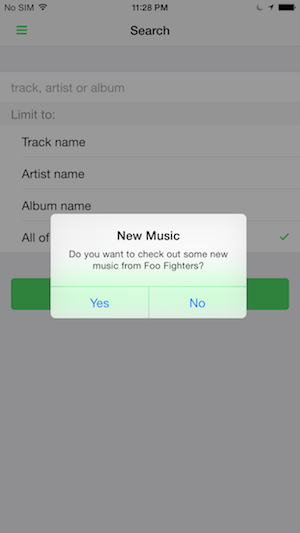 No SIM 11:28 PM
Search
track, artist or album
Limit to:
Track name
Artist name
Album name
All of
New Music
Do you want to check out some new
music from Foo Fighters?
Yes No